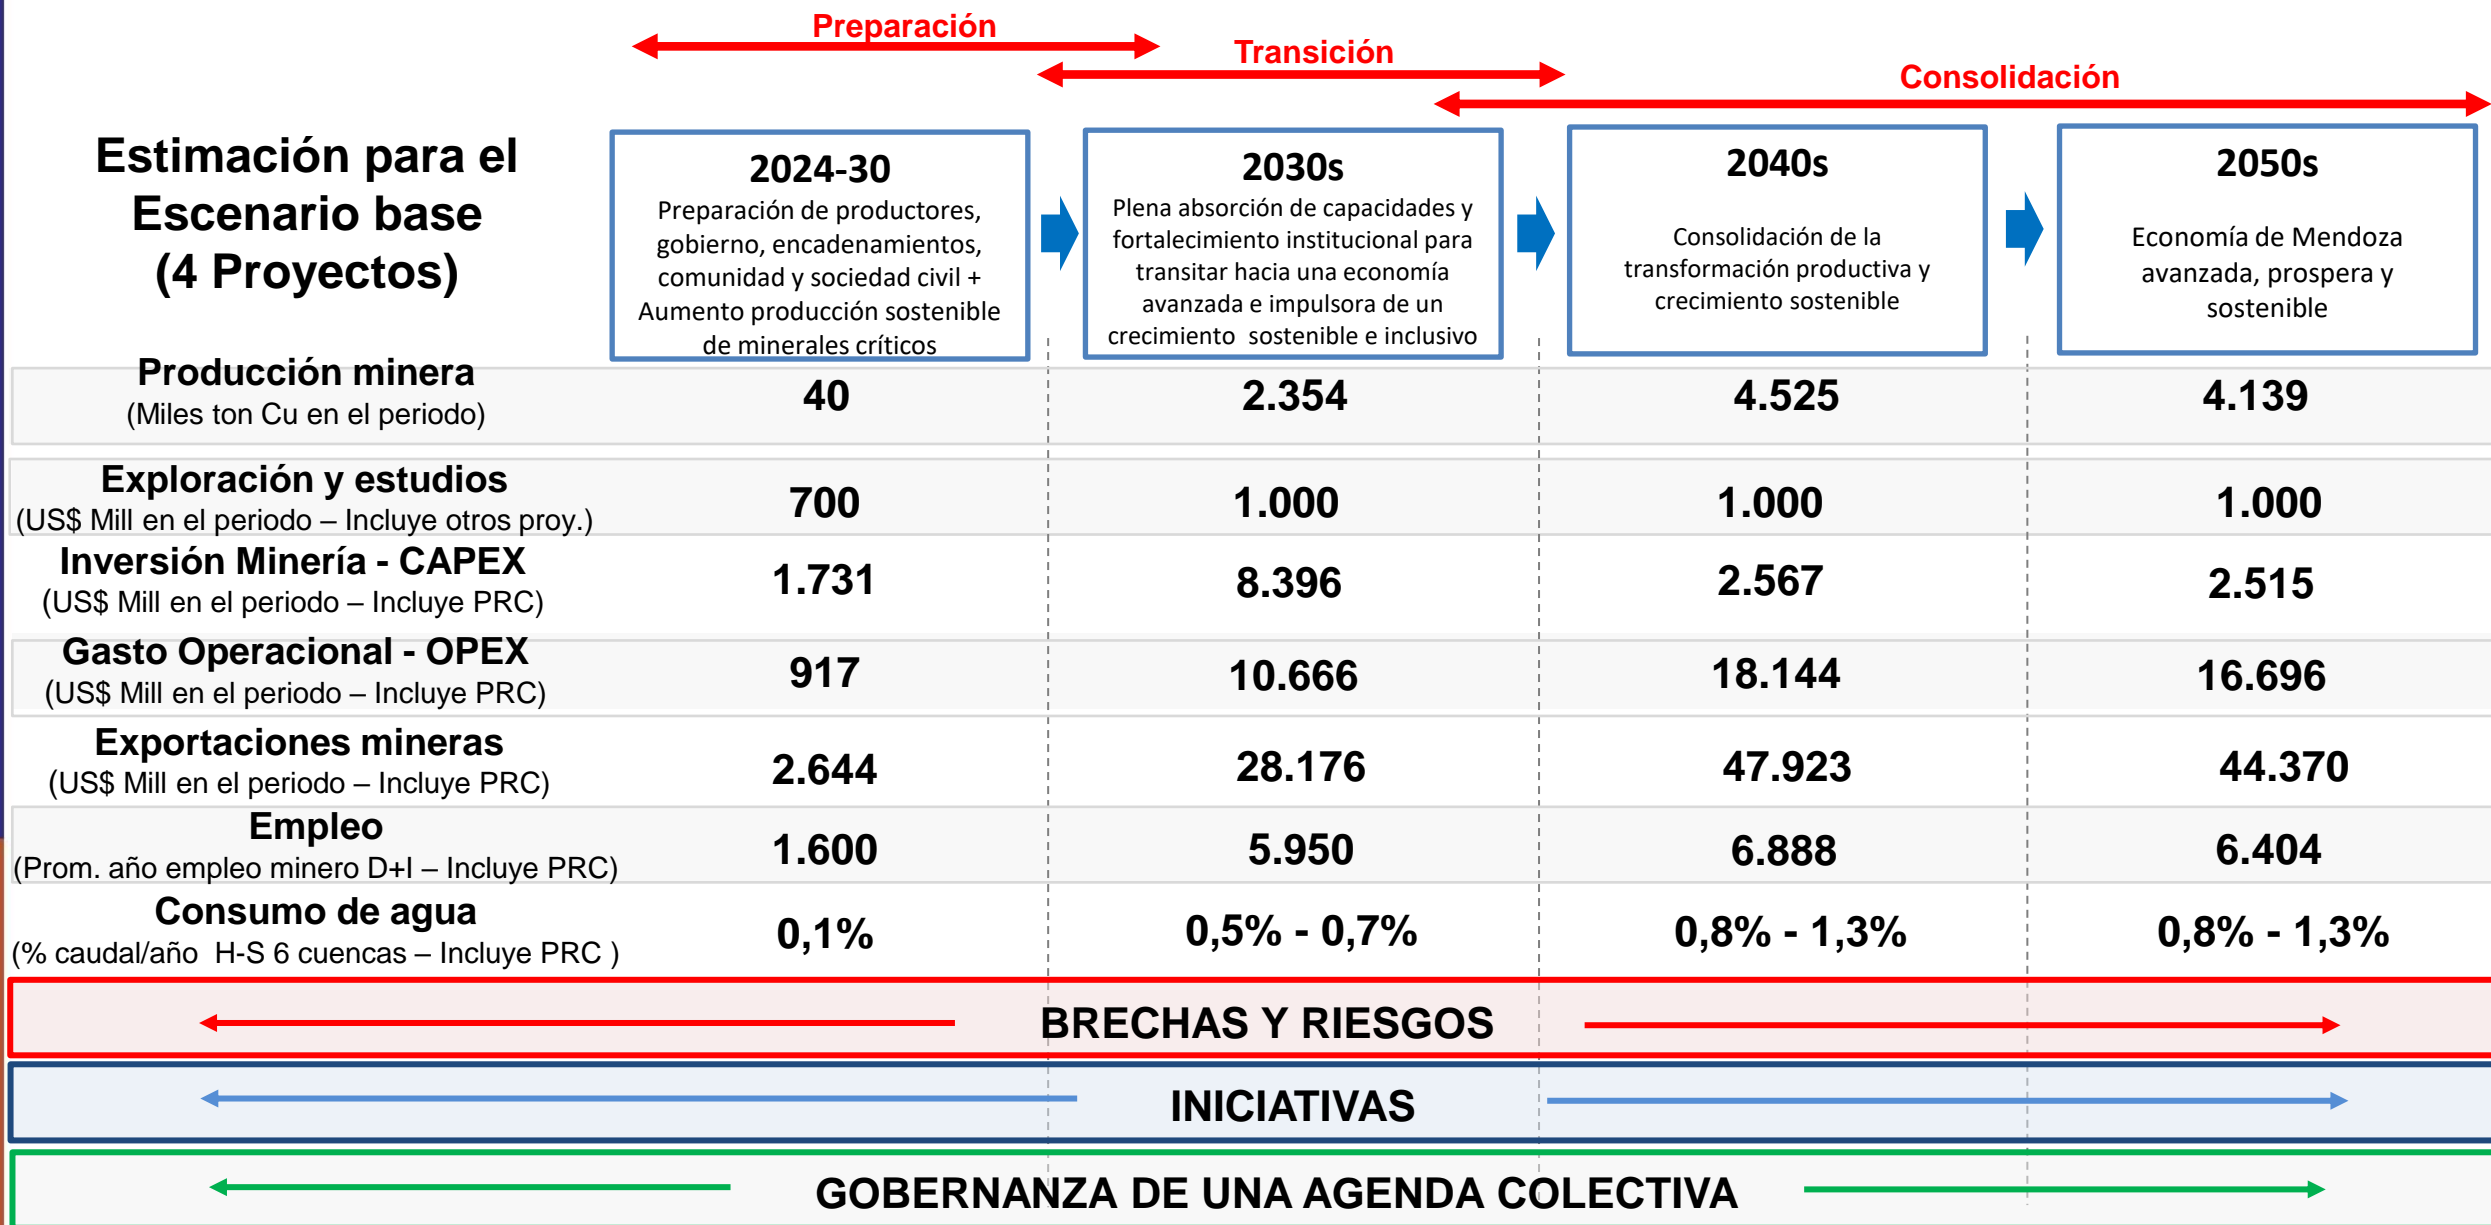 Preparación
Transición
Consolidación
Estimación para el
Escenario base
(4 Proyectos)
2024-30
Preparación de productores,
gobierno, encadenamientos,
comunidad y sociedad civil +
Aumento producción sostenible
de minerales críticos
2030s
Plena absorción de capacidades y
fortalecimiento institucional para
transitar hacia una economía
avanzada e impulsora de un
crecimiento sostenible e inclusivo
2040s
Consolidación de la
transformación productiva y
crecimiento sostenible
2050s
Economía de Mendoza
avanzada, prospera y
sostenible
Producción minera
(Miles ton Cu en el periodo)
40 2.354 4.525 4.139
Exploración y estudios
(US$ Mill en el periodo – Incluye otros proy.)
700 1.000 1.000 1.000
Inversión Minería - CAPEX
(US$ Mill en el periodo – Incluye PRC)
1.731 8.396 2.567 2.515
Gasto Operacional - OPEX
(US$ Mill en el periodo – Incluye PRC)
917 10.666 18.144 16.696
Exportaciones mineras
(US$ Mill en el periodo – Incluye PRC)
2.644 28.176 47.923 44.370
Empleo
(Prom. año empleo minero D+I – Incluye PRC)
1.600 5.950 6.888 6.404
Consumo de agua
(% caudal/año H-S 6 cuencas – Incluye PRC )
0,1% 0,5% - 0,7% 0,8% - 1,3% 0,8% - 1,3%
BRECHAS Y RIESGOS
INICIATIVAS
GOBERNANZA DE UNA AGENDA COLECTIVA